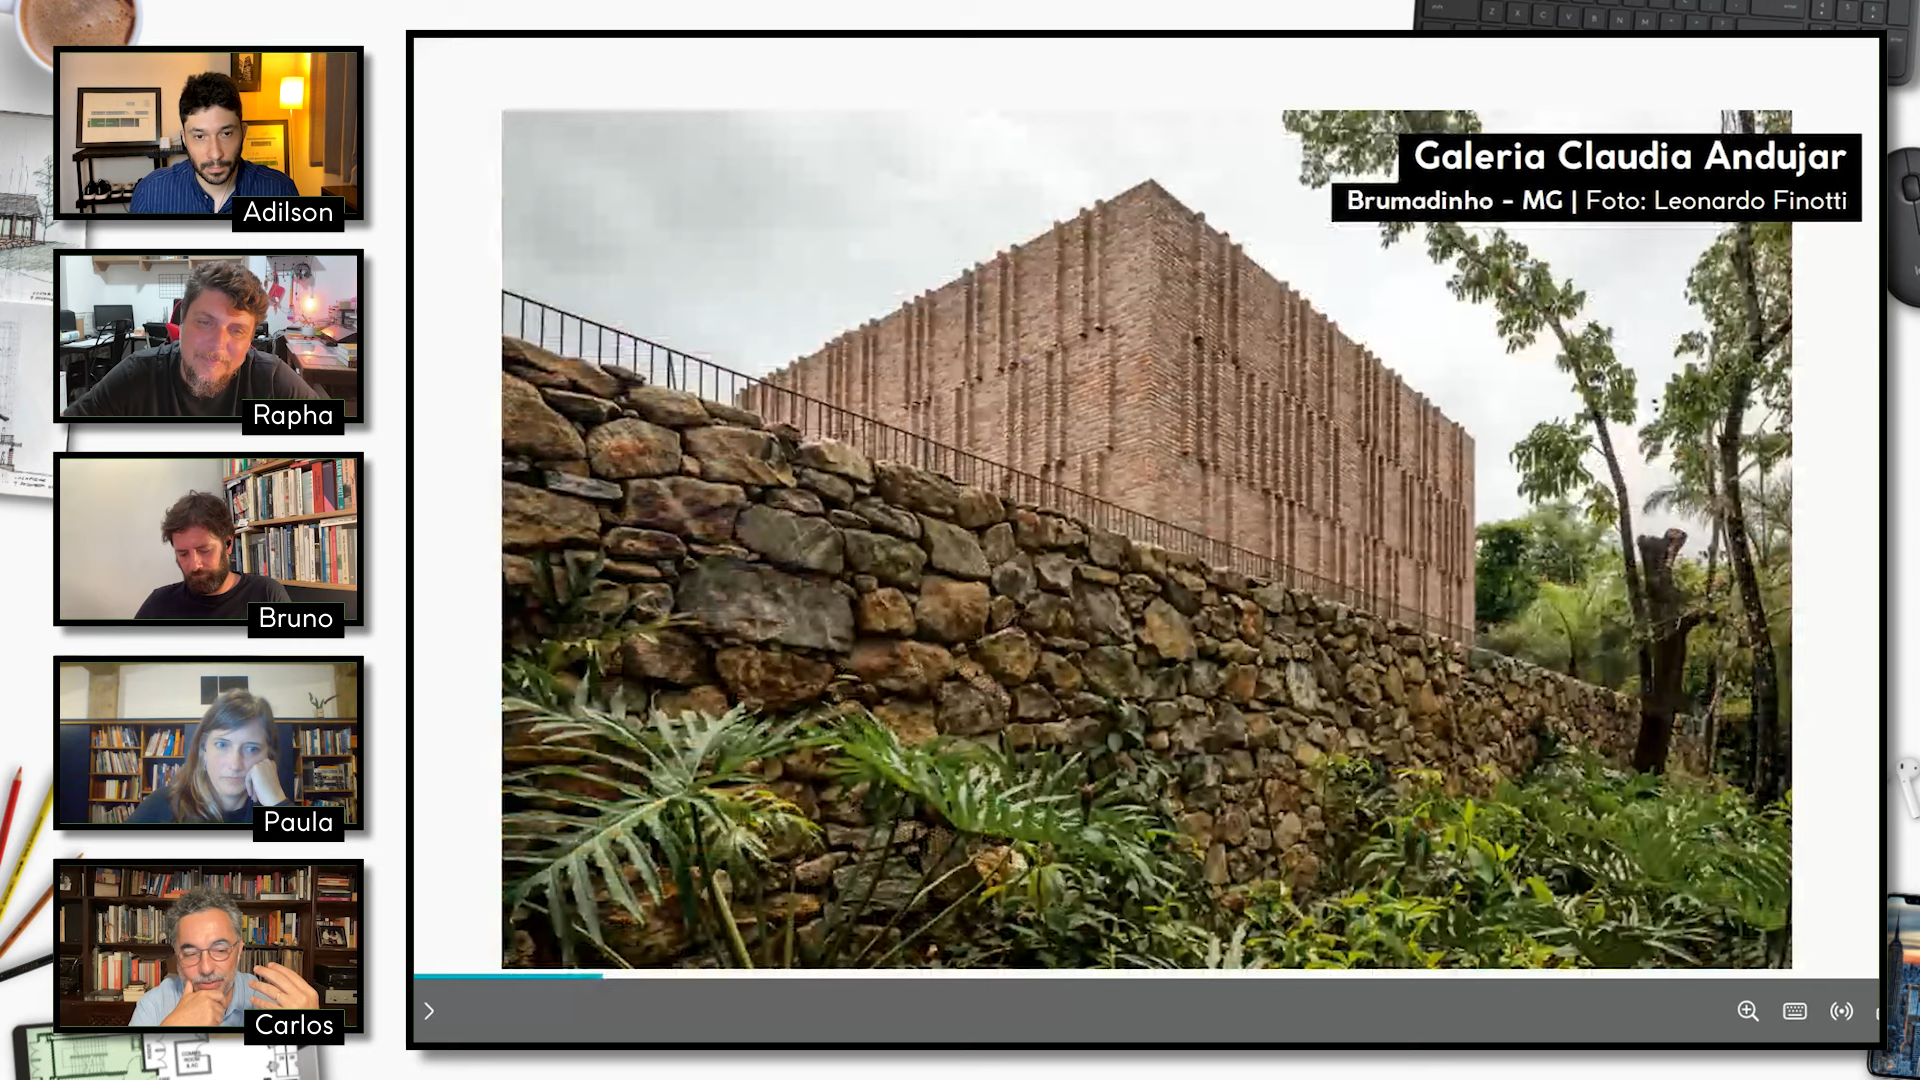 Adilson
Rapha
Bruno
Paula
Carlos
Galeria Claudia Andujar
Brumadinho - MG | Foto: Leonardo Finotti